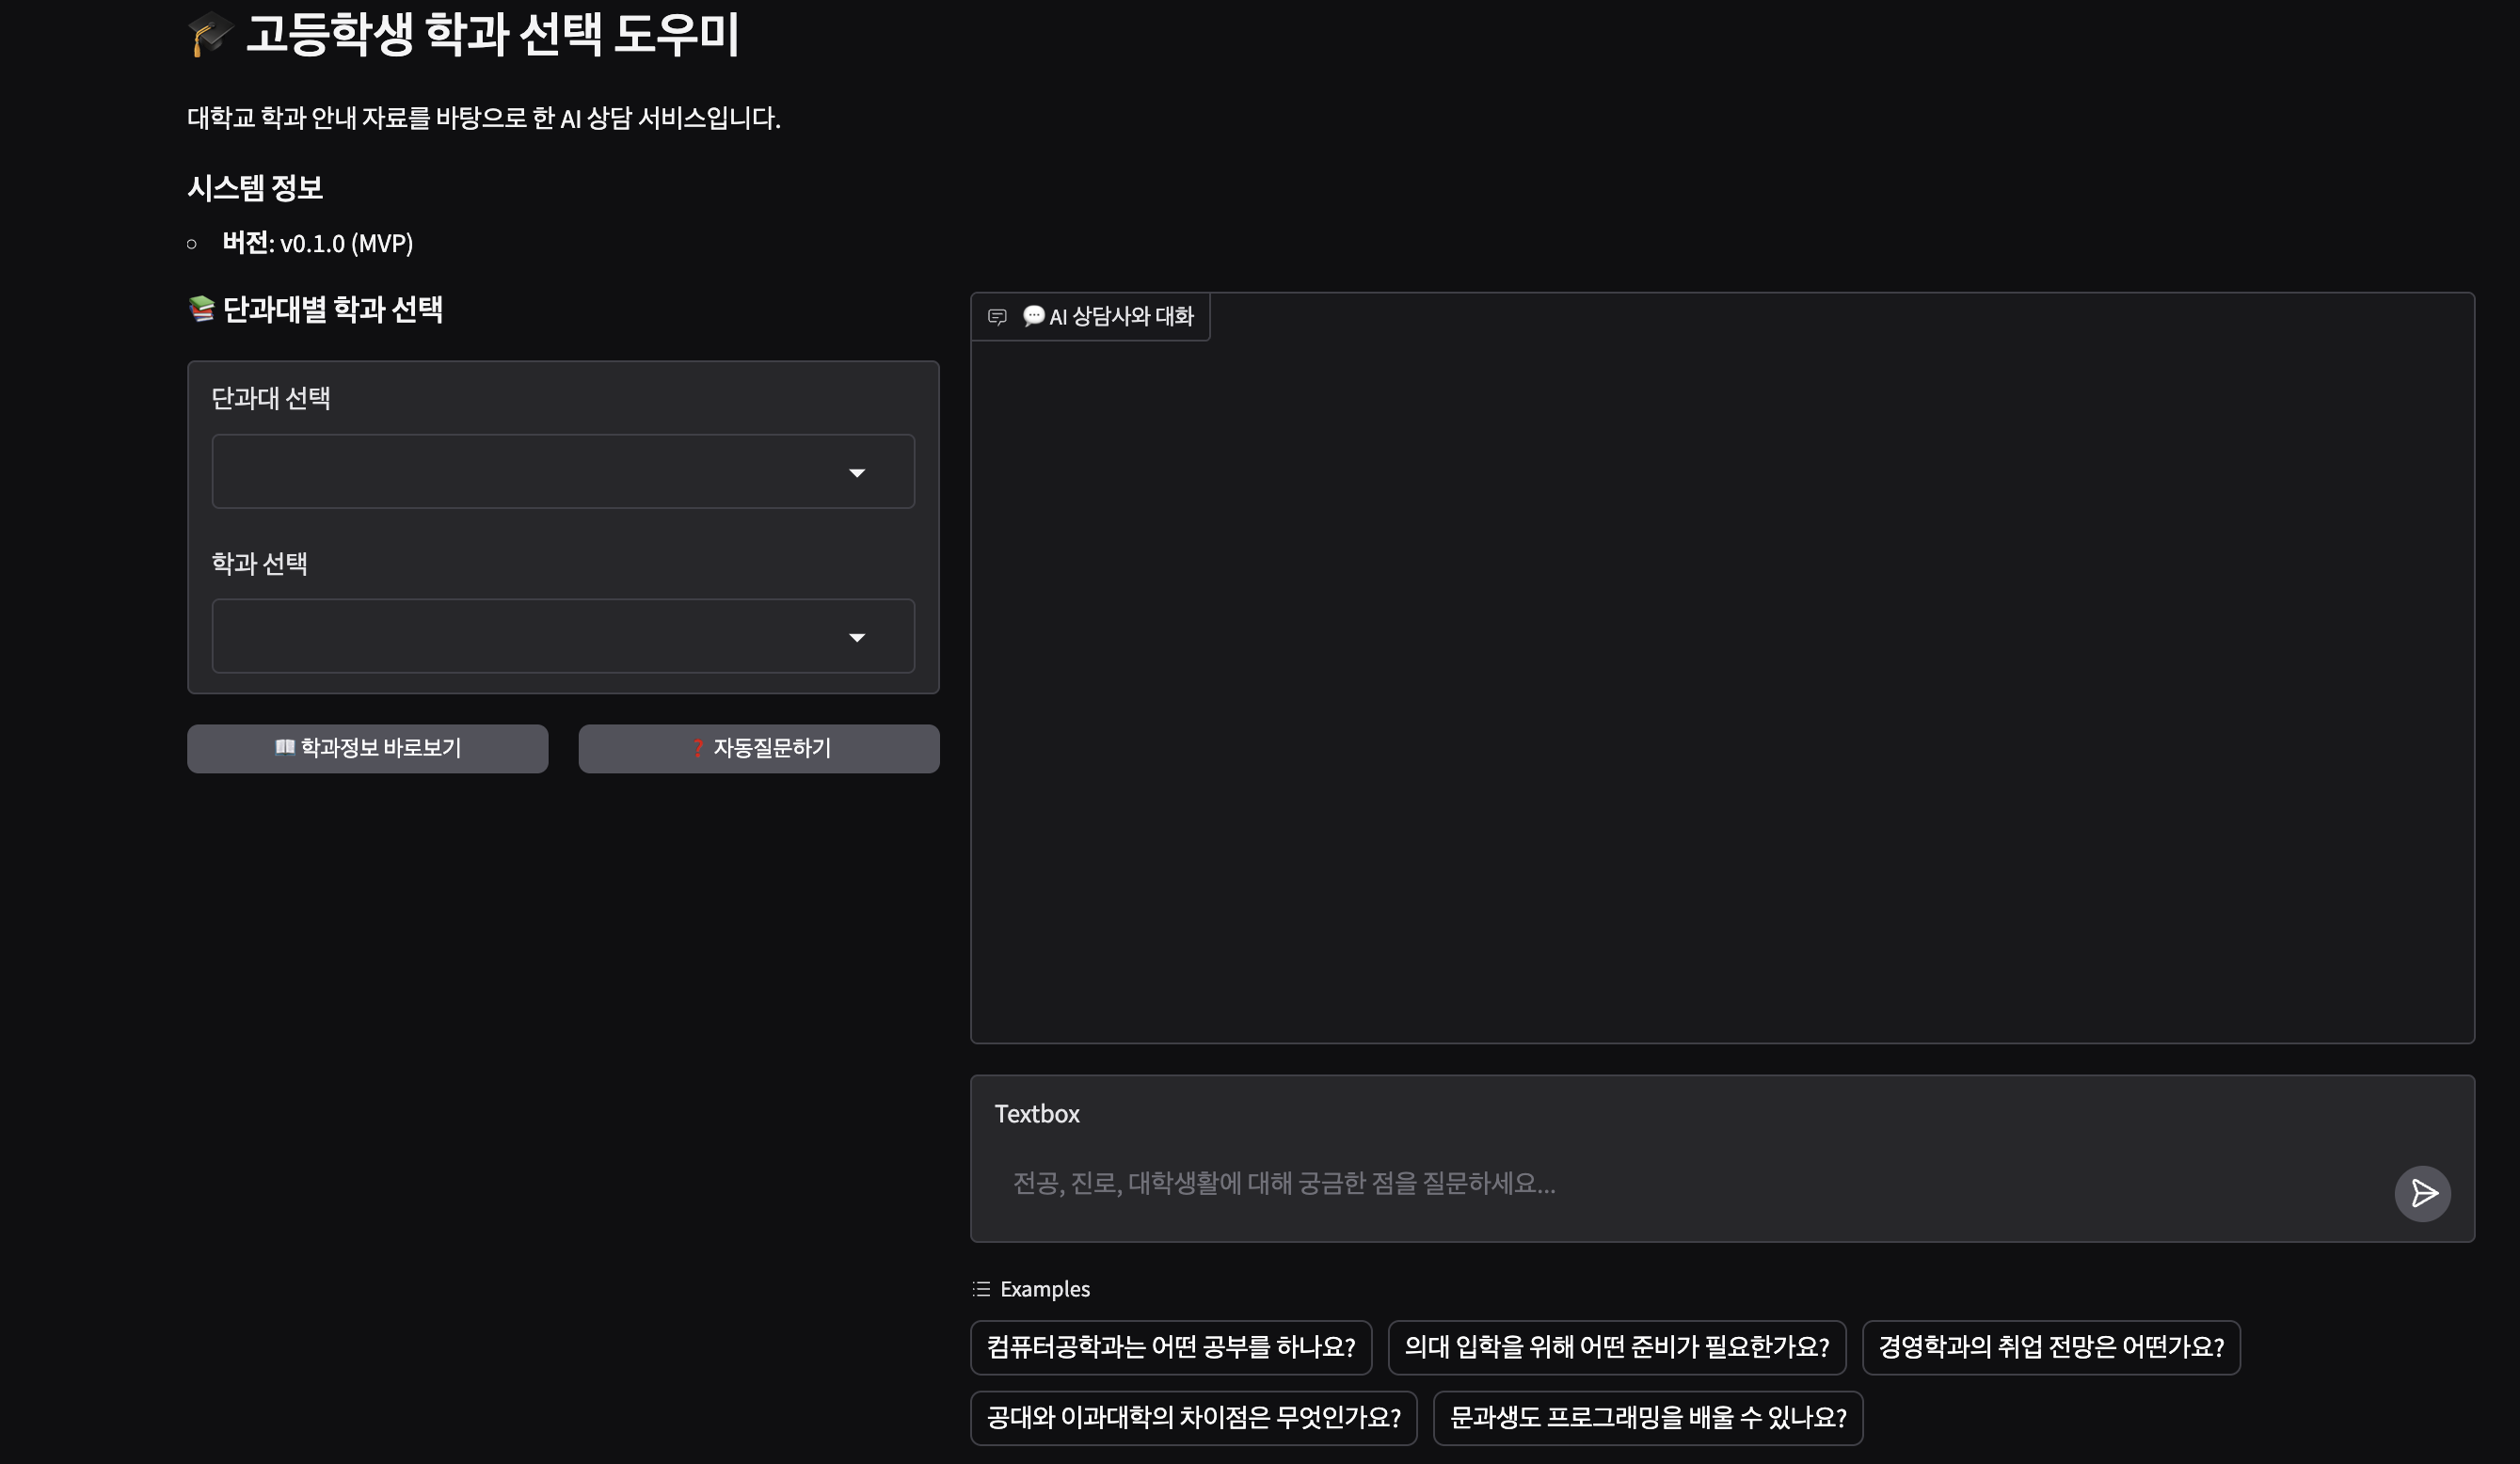 🎓 고등학생 학과 선택 도우미
대학교 학과 안내 자료를 바탕으로 한 AI 상담 서비스입니다.
시스템 정보
버전: v0.1.0 (MVP)
📚 단과대별 학과 선택
단과대 선택
학과 선택
📖 학과정보 바로보기
❓ 자동질문하기
💬 AI 상담사와 대화
Textbox
전공, 진로, 대학생활에 대해 궁금한 점을 질문하세요...
Examples
컴퓨터공학과는 어떤 공부를 하나요?
의대 입학을 위해 어떤 준비가 필요한가요?
경영학과의 취업 전망은 어떤가요?
공대와 이과대학의 차이점은 무엇인가요?
문과생도 프로그래밍을 배울 수 있나요?